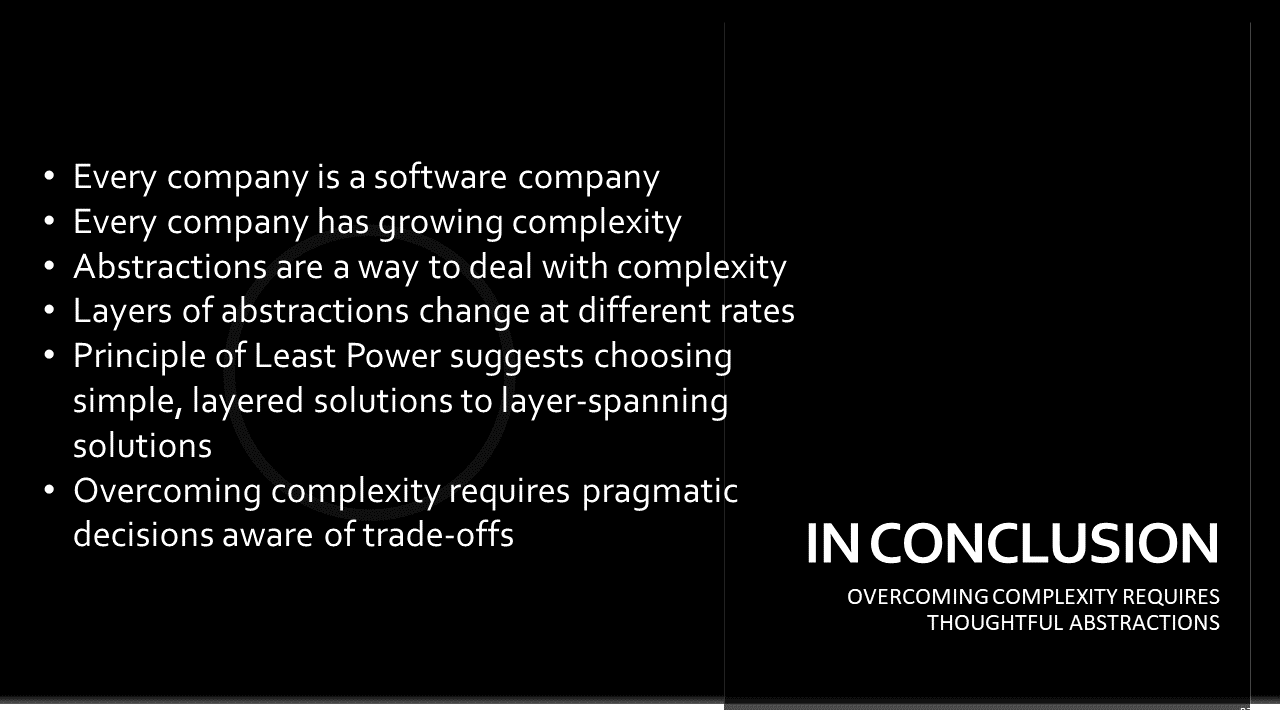 • Every company is a software company
• Every company has growing complexity
• Abstractions are a way to deal with complexity
• Layers of abstractions change at different rates
• Principle of Least Power suggests choosing
simple, layered solutions to layer-spanning
solutions
• Overcoming complexity requires pragmatic
decisions aware of trade-offs
IN CONCLUSION
OVERCOMING COMPLEXITY REQUIRES
THOUGHTFUL ABSTRACTIONS